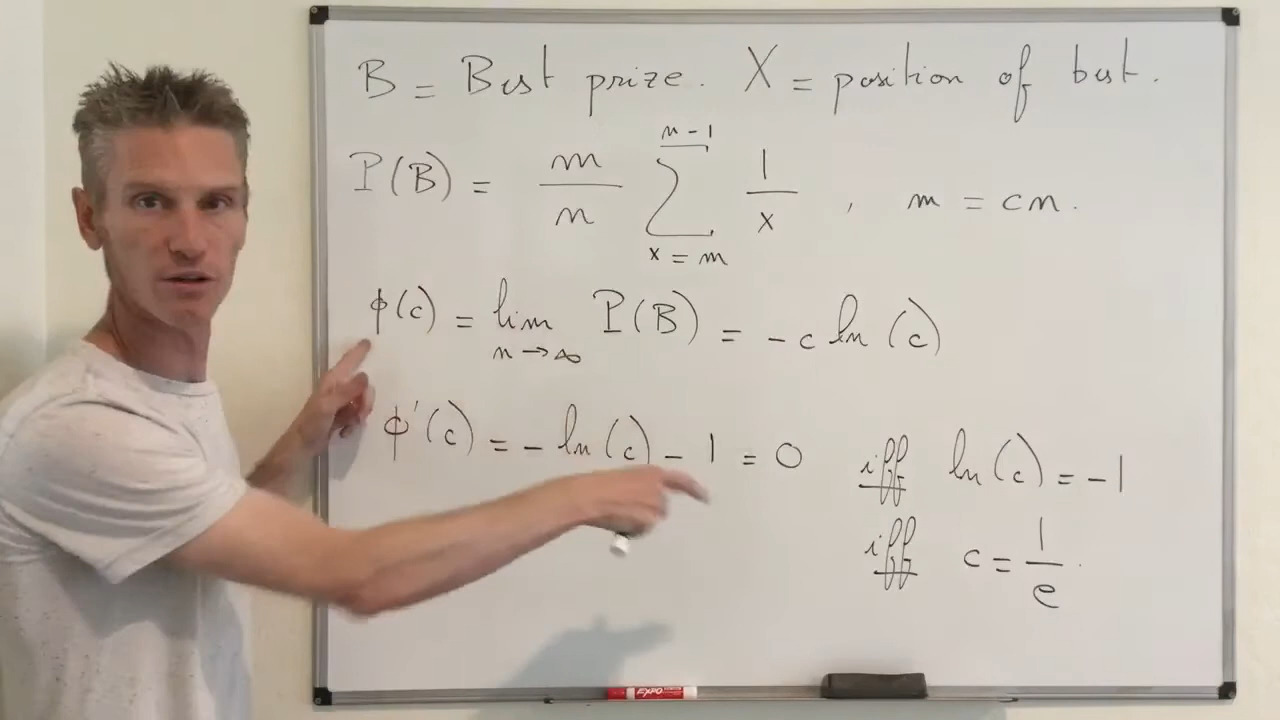 B = Best prize. X = position of best.
P(B) = m/n ∑_{x=m}^{n-1} 1/x , m = cn.
φ(c) = lim_{n→∞} P(B) = -c ln(c)
φ'(c) = -ln(c) - 1 = 0 iff ln(c) = -1
iff c = 1/e.
EXPO